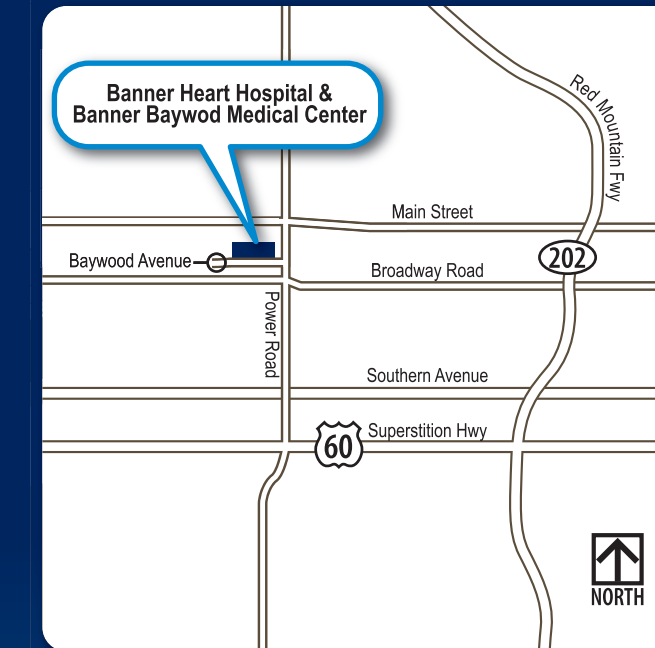 Banner Heart Hospital &
Banner Baywod Medical Center
Red Mountain Fwy
Main Street
202
Baywood Avenue
Broadway Road
Power Road
Southern Avenue
Superstition Hwy
60
NORTH